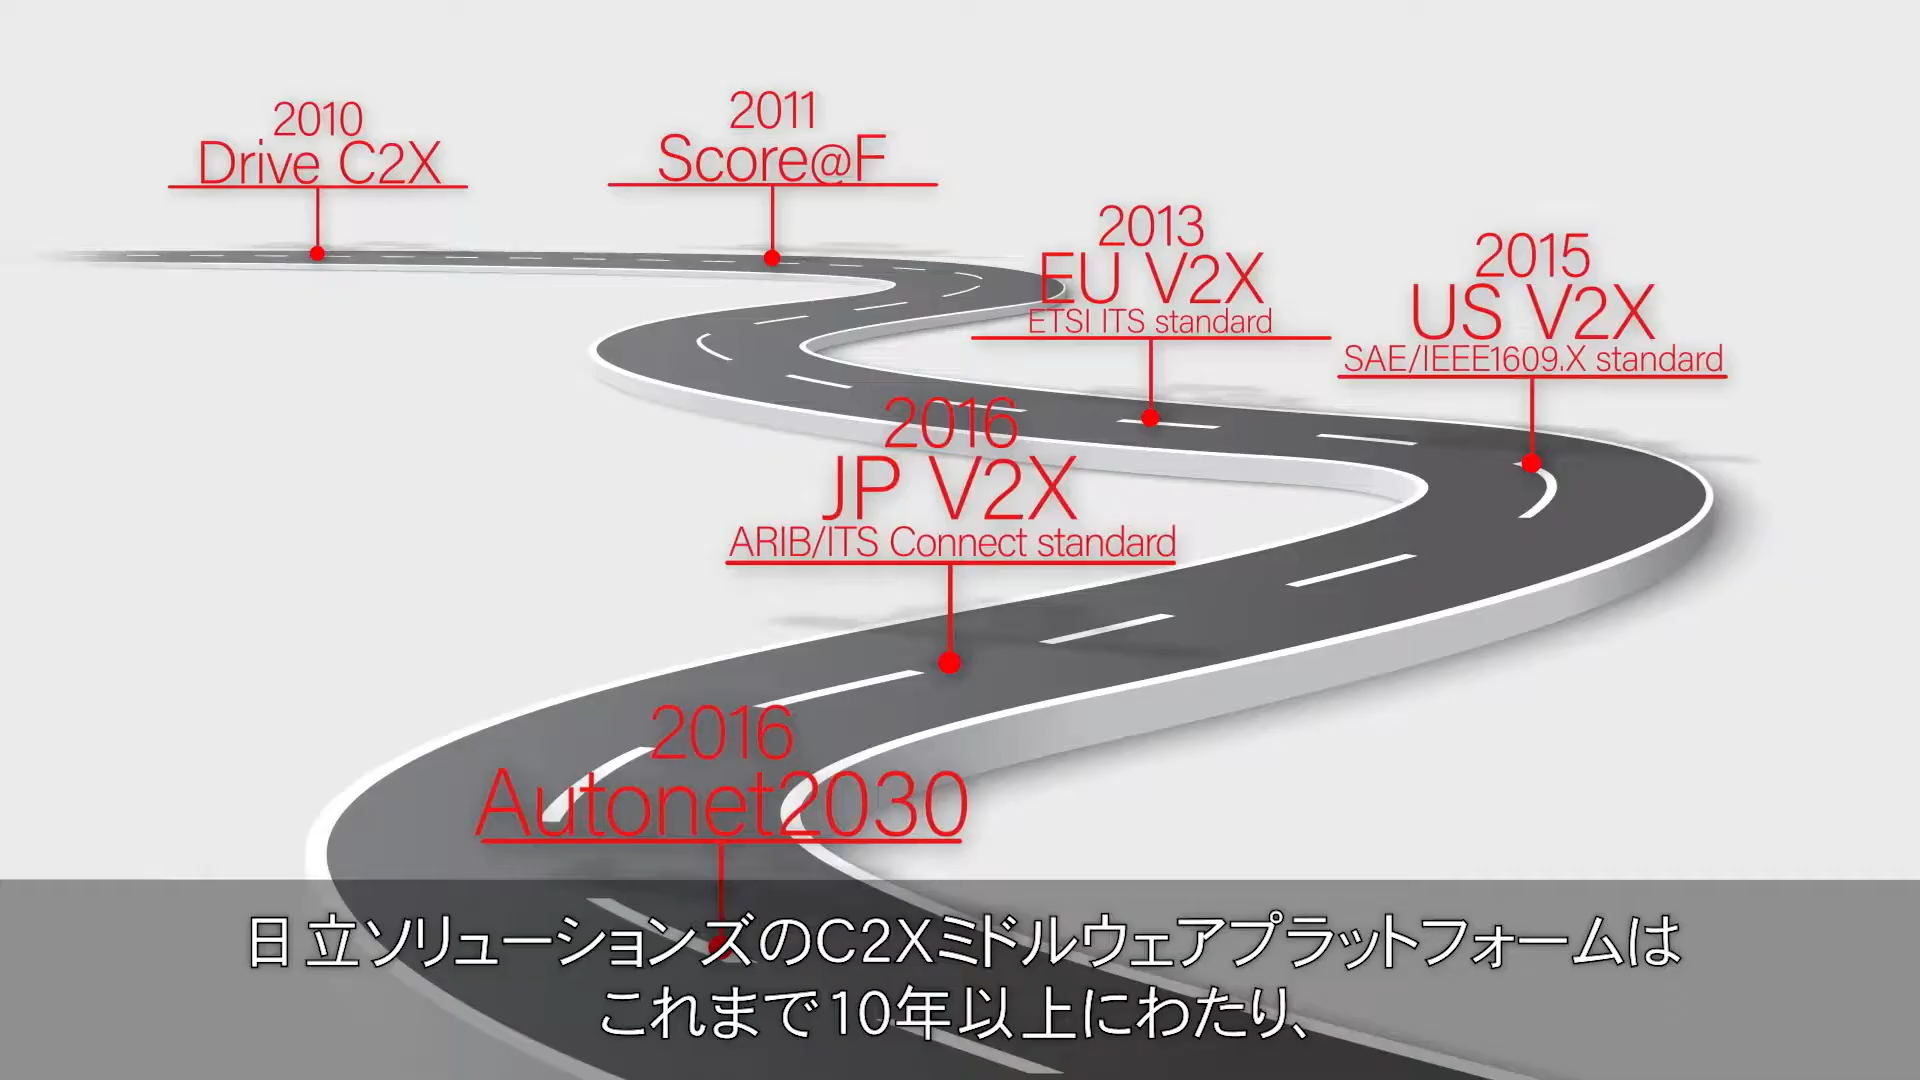 2010
Drive C2X
2011
Score@F
2013
EU V2X
ETSI ITS standard
2015
US V2X
SAE/IEEE1609.X standard
2016
JP V2X
ARIB/ITS Connect standard
2016
Autonet2030
日立ソリューションズのC2Xミドルウェアプラットフォームは
これまで10年以上にわたり、